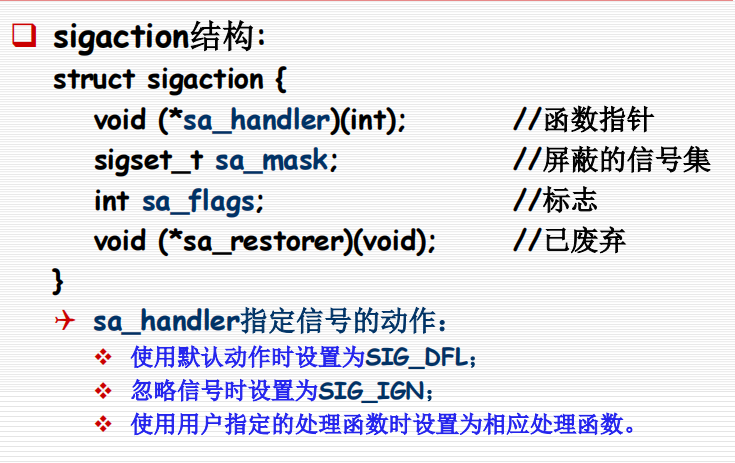 sigaction结构:
struct sigaction {
void (*sa_handler)(int); //函数指针
sigset_t sa_mask; //屏蔽的信号集
int sa_flags; //标志
void (*sa_restorer)(void); //已废弃
}
sa_handler指定信号的动作：
使用默认动作时设置为SIG_DFL；
忽略信号时设置为SIG_IGN；
使用用户指定的处理函数时设置为相应处理函数。